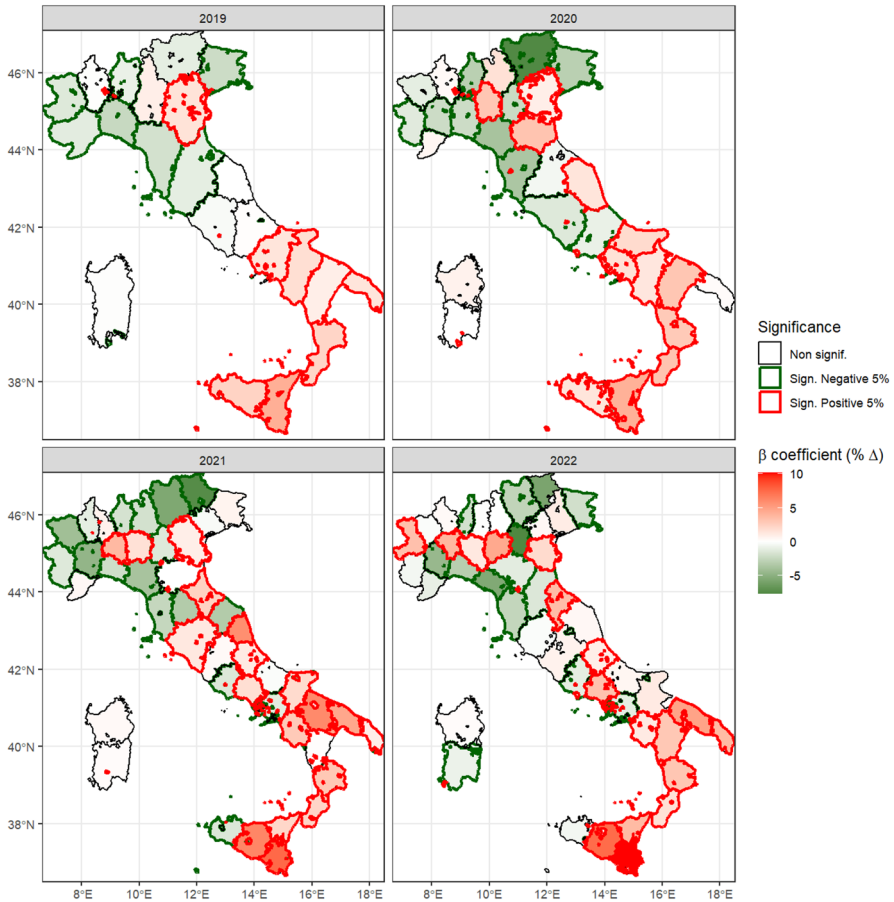 2019
2020
46°N
44°N
42°N
40°N
38°N
Significance
Non signif.
Sign. Negative 5%
Sign. Positive 5%
β coefficient (% Δ)
10
5
0
-5
2021
2022
46°N
44°N
42°N
40°N
38°N
8°E 10°E 12°E 14°E 16°E 18°E 8°E 10°E 12°E 14°E 16°E 18°E